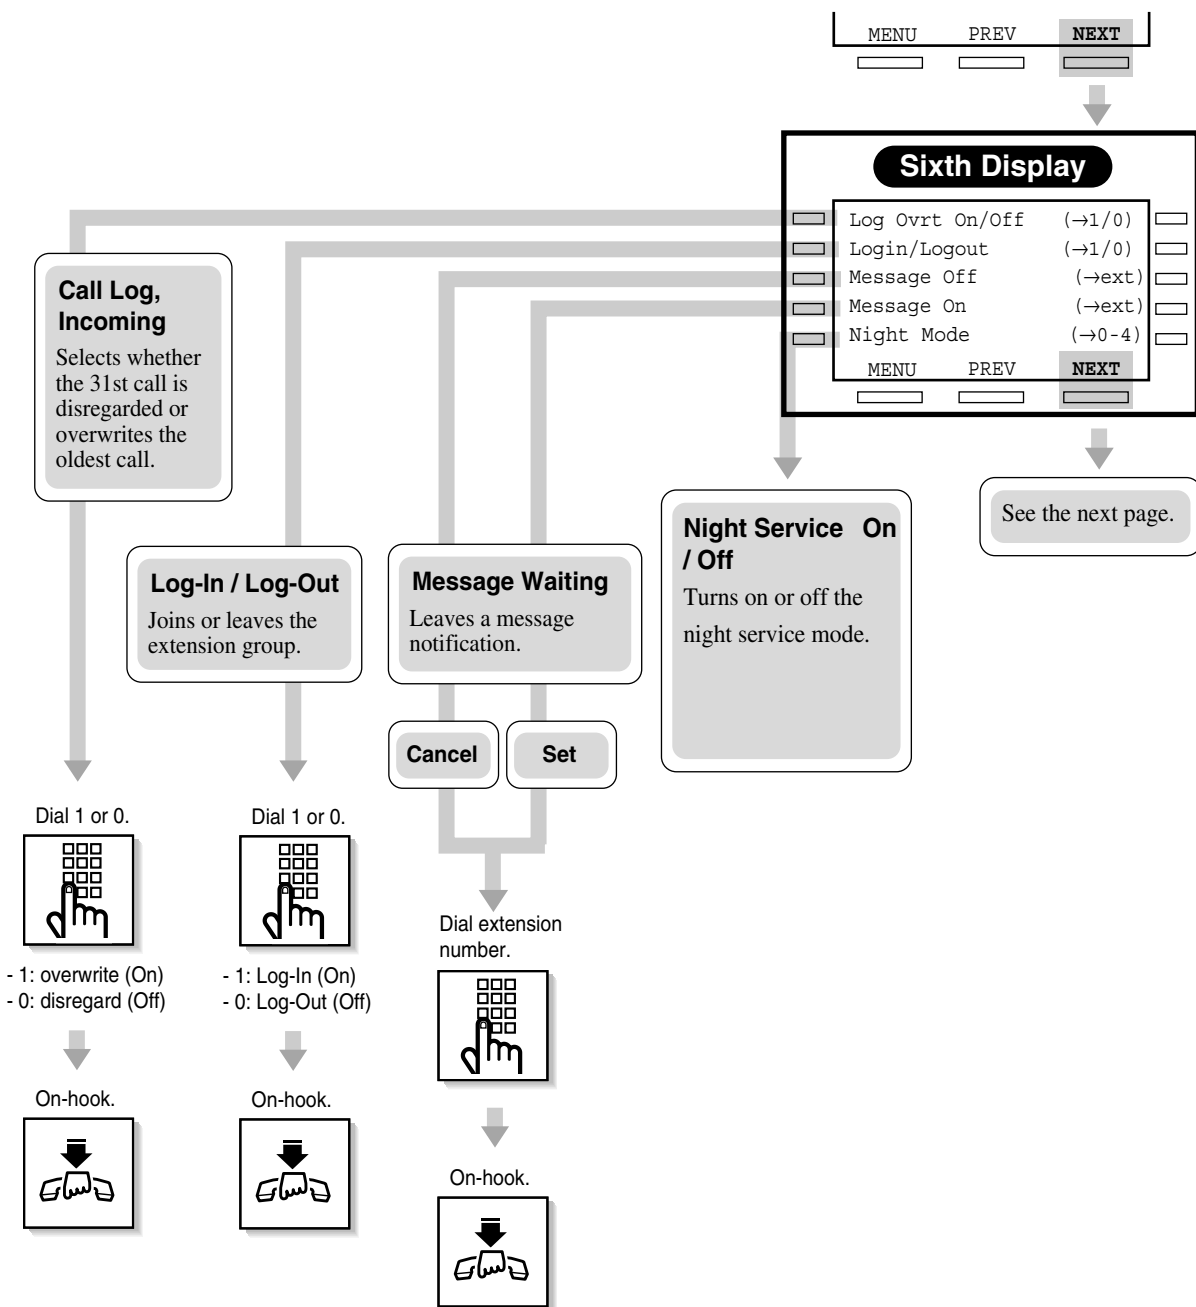 MENU PREV NEXT
Sixth Display
Log Ovrt On/Off (→1/0)
Login/Logout (→1/0)
Message Off (→ext)
Message On (→ext)
Night Mode (→0-4)
MENU PREV NEXT
Call Log,
Incoming
Selects whether
the 31st call is
disregarded or
overwrites the
oldest call.
Log-In / Log-Out
Joins or leaves the
extension group.
Message Waiting
Leaves a message
notification.
Night Service On
/ Off
Turns on or off the
night service mode.
See the next page.
Cancel
Set
Dial 1 or 0.
- 1: overwrite (On)
- 0: disregard (Off)
On-hook.
Dial 1 or 0.
- 1: Log-In (On)
- 0: Log-Out (Off)
On-hook.
Dial extension
number.
On-hook.